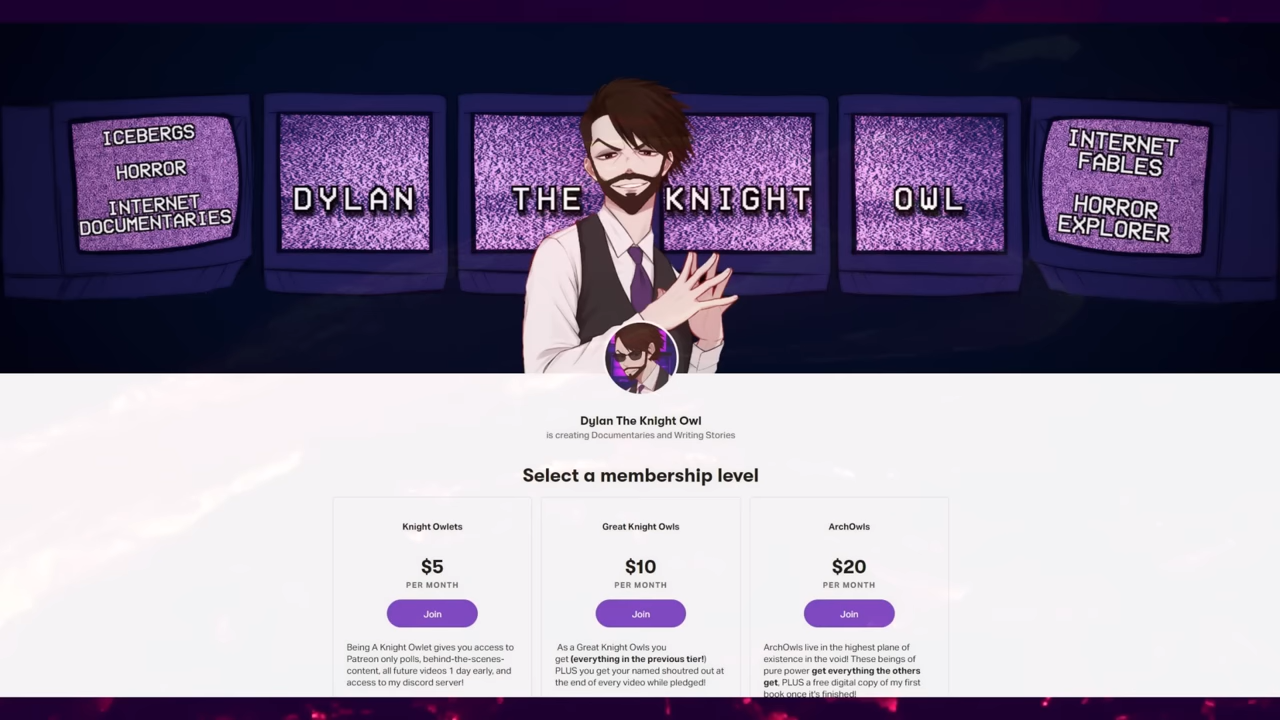 ICEBERGS
HORROR
INTERNET
DOCUMENTARIES
DYLAN THE KNIGHT OWL
INTERNET
FABLES
HORROR
EXPLORER
Dylan The Knight Owl
is creating Documentaries and Writing Stories
Select a membership level
Knight Owlets
$5
PER MONTH
Join
Being A Knight Owlet gives you access to
Patreon only polls, behind-the-scenes-
content, all future videos 1 day early, and
access to my discord server!
Great Knight Owls
$10
PER MONTH
Join
As a Great Knight Owls you
get (everything in the previous tier!)
PLUS you get your named shoutred out at
the end of every video while pledged!
ArchOwls
$20
PER MONTH
Join
ArchOwls live in the highest plane of
existence in the void! These beings of
pure power get everything the others
get, PLUS a free digital copy of my first
book once it's finished!